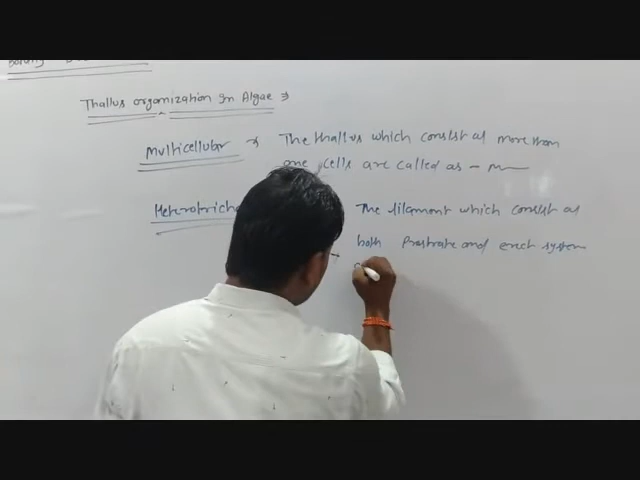 Thallus organization in Algae
Multicellular The thallus which consist of more than
one cells are called as - M
Heterotrich The filament which consist of
both Prostrate and erect system